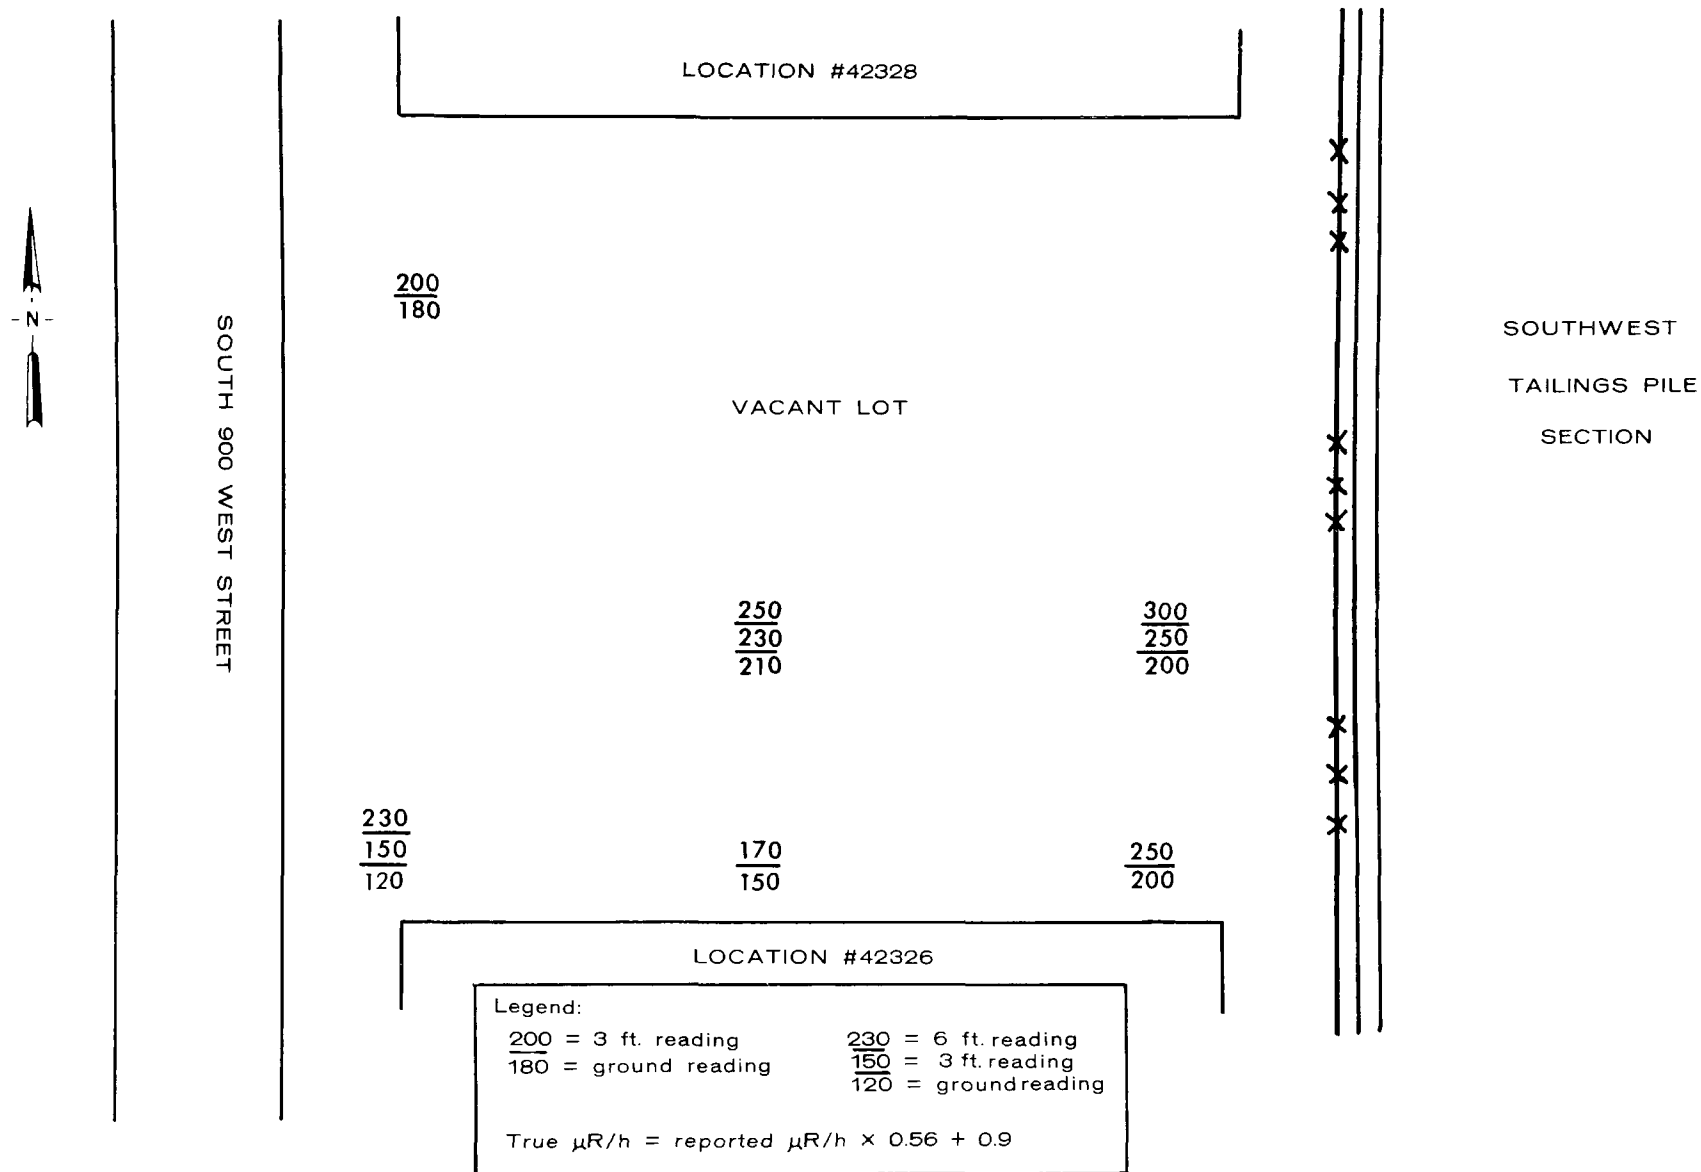 LOCATION #42328
N
200
180
SOUTH 900 WEST STREET
VACANT LOT
SOUTHWEST
TAILINGS PILE
SECTION
250
230
210
300
250
200
230
150
120
170
150
250
200
LOCATION #42326
Legend:
200 = 3 ft. reading
180 = ground reading
230 = 6 ft. reading
150 = 3 ft. reading
120 = ground reading
True μR/h = reported μR/h × 0.56 + 0.9